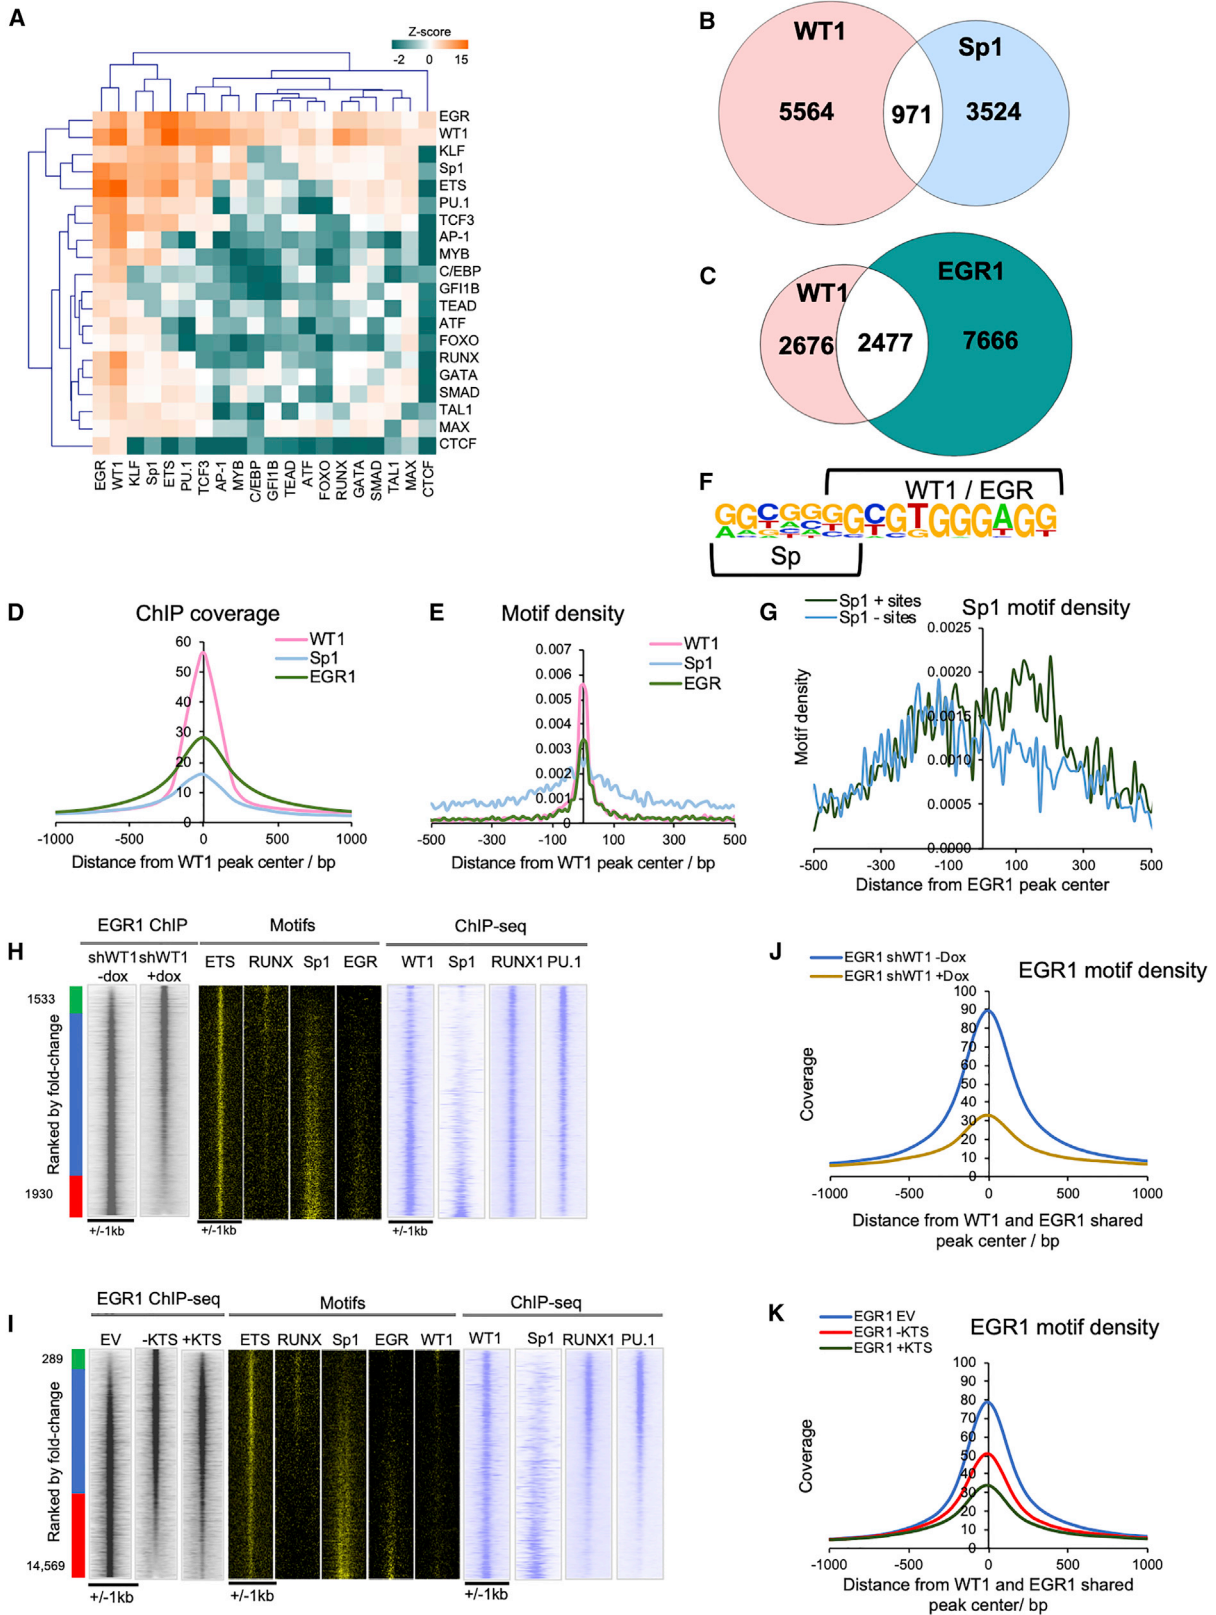 A
Z-score
-2 0 15
EGR
WT1
KLF
Sp1
ETS
PU.1
TCF3
AP-1
MYB
C/EBP
GFI1B
TEAD
ATF
FOXO
RUNX
GATA
SMAD
TAL1
MAX
CTCF
EGR WT1 KLF Sp1 ETS PU.1 TCF3 AP-1 MYB C/EBP GFI1B TEAD ATF FOXO RUNX GATA SMAD TAL1 MAX CTCF
B
WT1
Sp1
5564 971 3524
C
WT1
EGR1
2676 2477 7666
F
WT1 / EGR
Sp
D
ChIP coverage
WT1
Sp1
EGR1
60
50
40
30
20
10
0
-1000 -500 0 500 1000
Distance from WT1 peak center / bp
E
Motif density
WT1
Sp1
EGR
0.007
0.006
0.005
0.004
0.003
0.002
0.001
0
-500 -300 -100 100 300 500
Distance from WT1 peak center / bp
G
Sp1 + sites
Sp1 - sites
Sp1 motif density
Motif density
0.0025
0.0020
0.0015
0.0010
0.0005
0.0000
-500 -300 -100 100 300 500
Distance from EGR1 peak center
H
EGR1 ChIP Motifs ChIP-seq
shWT1 -dox
shWT1 +dox
ETS RUNX Sp1 EGR
WT1 Sp1 RUNX1 PU.1
1533
Ranked by fold-change
1930
+/-1kb +/-1kb +/-1kb
J
EGR1 shWT1 -Dox
EGR1 shWT1 +Dox
EGR1 motif density
Coverage
100
90
80
70
60
50
40
30
20
10
0
-1000 -500 0 500 1000
Distance from WT1 and EGR1 shared
peak center / bp
I
EGR1 ChIP-seq Motifs ChIP-seq
EV -KTS +KTS
ETS RUNX Sp1 EGR WT1
WT1 Sp1 RUNX1 PU.1
289
Ranked by fold-change
14,569
+/-1kb +/-1kb +/-1kb
K
EGR1 EV
EGR1 -KTS
EGR1 +KTS
EGR1 motif density
Coverage
100
90
80
70
60
50
40
30
20
10
0
-1000 -500 0 500 1000
Distance from WT1 and EGR1 shared
peak center/ bp